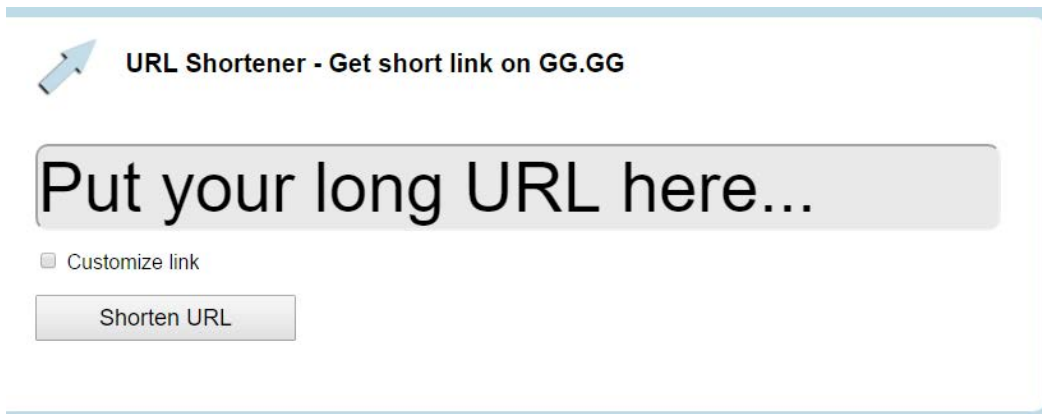 URL Shortener - Get short link on GG.GG
Put your long URL here...
Customize link
Shorten URL